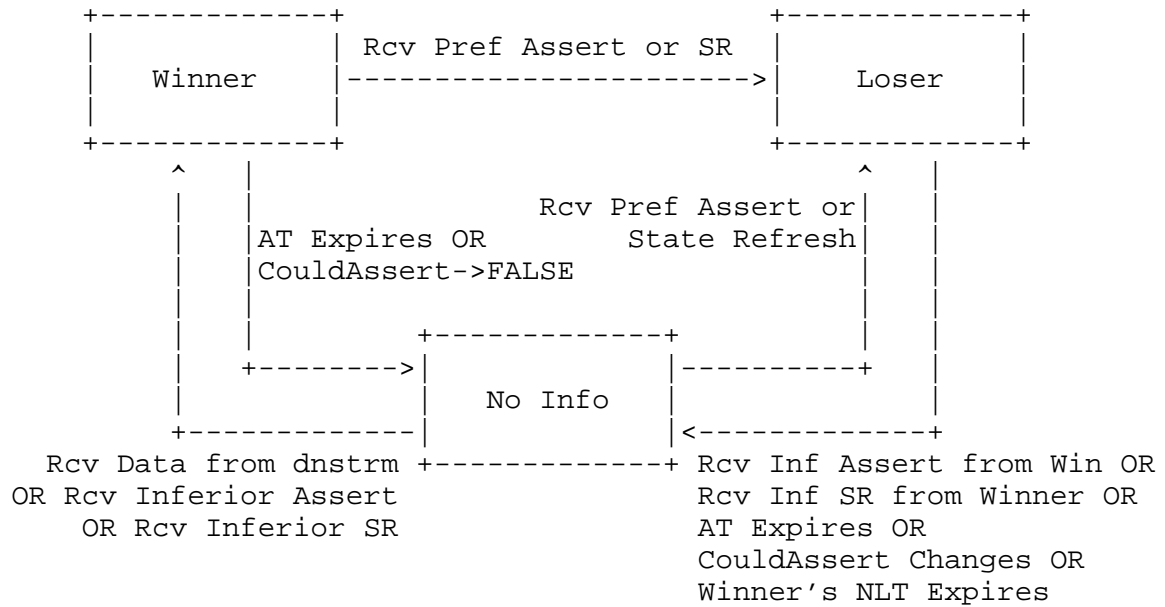 Rcv Pref Assert or SR
Winner
Loser
Rcv Pref Assert or
AT Expires OR
State Refresh
CouldAssert->FALSE
No Info
Rcv Data from dnstrm
OR Rcv Inferior Assert
OR Rcv Inferior SR
Rcv Inf Assert from Win OR
Rcv Inf SR from Winner OR
AT Expires OR
CouldAssert Changes OR
Winner's NLT Expires